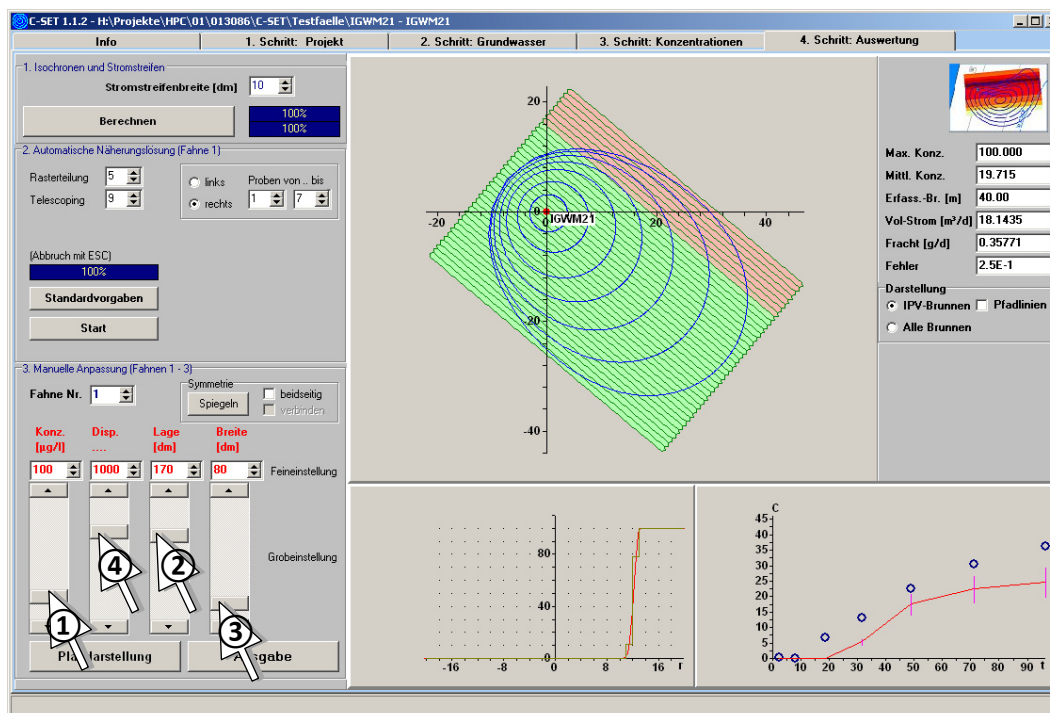 C-SET 1.1.2 - H:\Projekte\HPC\01\013086\C-SET\Testfaelle\IGWM21 - IGWM21
Info
1. Schritt: Projekt
2. Schritt: Grundwasser
3. Schritt: Konzentrationen
4. Schritt: Auswertung
1. Isochronen und Stromstreifen
Stromstreifenbreite [dm] 10
Berechnen
100%
100%
2. Automatische Näherungslösung (Fahne 1)
Rasterteilung 5
Telescoping 9
links
rechts
Proben von .. bis
1 7
(Abbruch mit ESC)
100%
Standardvorgaben
Start
3. Manuelle Anpassung (Fahnen 1 - 3)
Fahne Nr. 1
Symmetrie
Spiegeln
beidseitig
verbinden
Konz. Disp. Lage Breite
[µg/l] .... [dm] [dm]
100 1000 170 80 Feineinstellung
Grobeinstellung
4 2
1 3
20
-20 0 20 40
0
IGWM21
-20
-40
Max. Konz. 100.000
Mittl. Konz. 19.715
Erfass.-Br. [m] 40.00
Vol-Strom [m³/d] 18.1435
Fracht [g/d] 0.35771
Fehler 2.5E-1
Darstellung
IPV-Brunnen Pfadlinien
Alle Brunnen
80
40
0
-16 -8 0 8 16 r
C
45
40
35
30
25
20
15
10
5
0
0 10 20 30 40 50 60 70 80 90 t